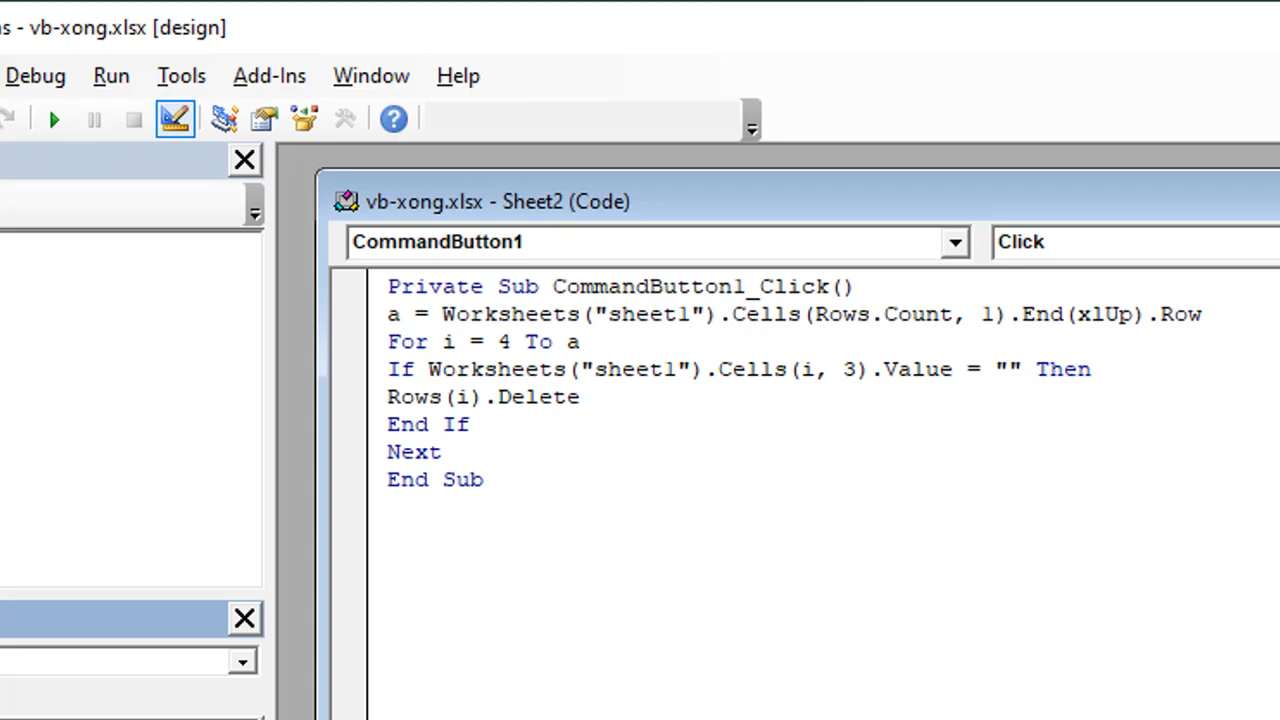 ns - vb-xong.xlsx [design]
Debug Run Tools Add-Ins Window Help
vb-xong.xlsx - Sheet2 (Code)
CommandButton1 Click
Private Sub CommandButton1_Click()
a = Worksheets("sheet1").Cells(Rows.Count, 1).End(xlUp).Row
For i = 4 To a
If Worksheets("sheet1").Cells(i, 3).Value = "" Then
Rows(i).Delete
End If
Next
End Sub